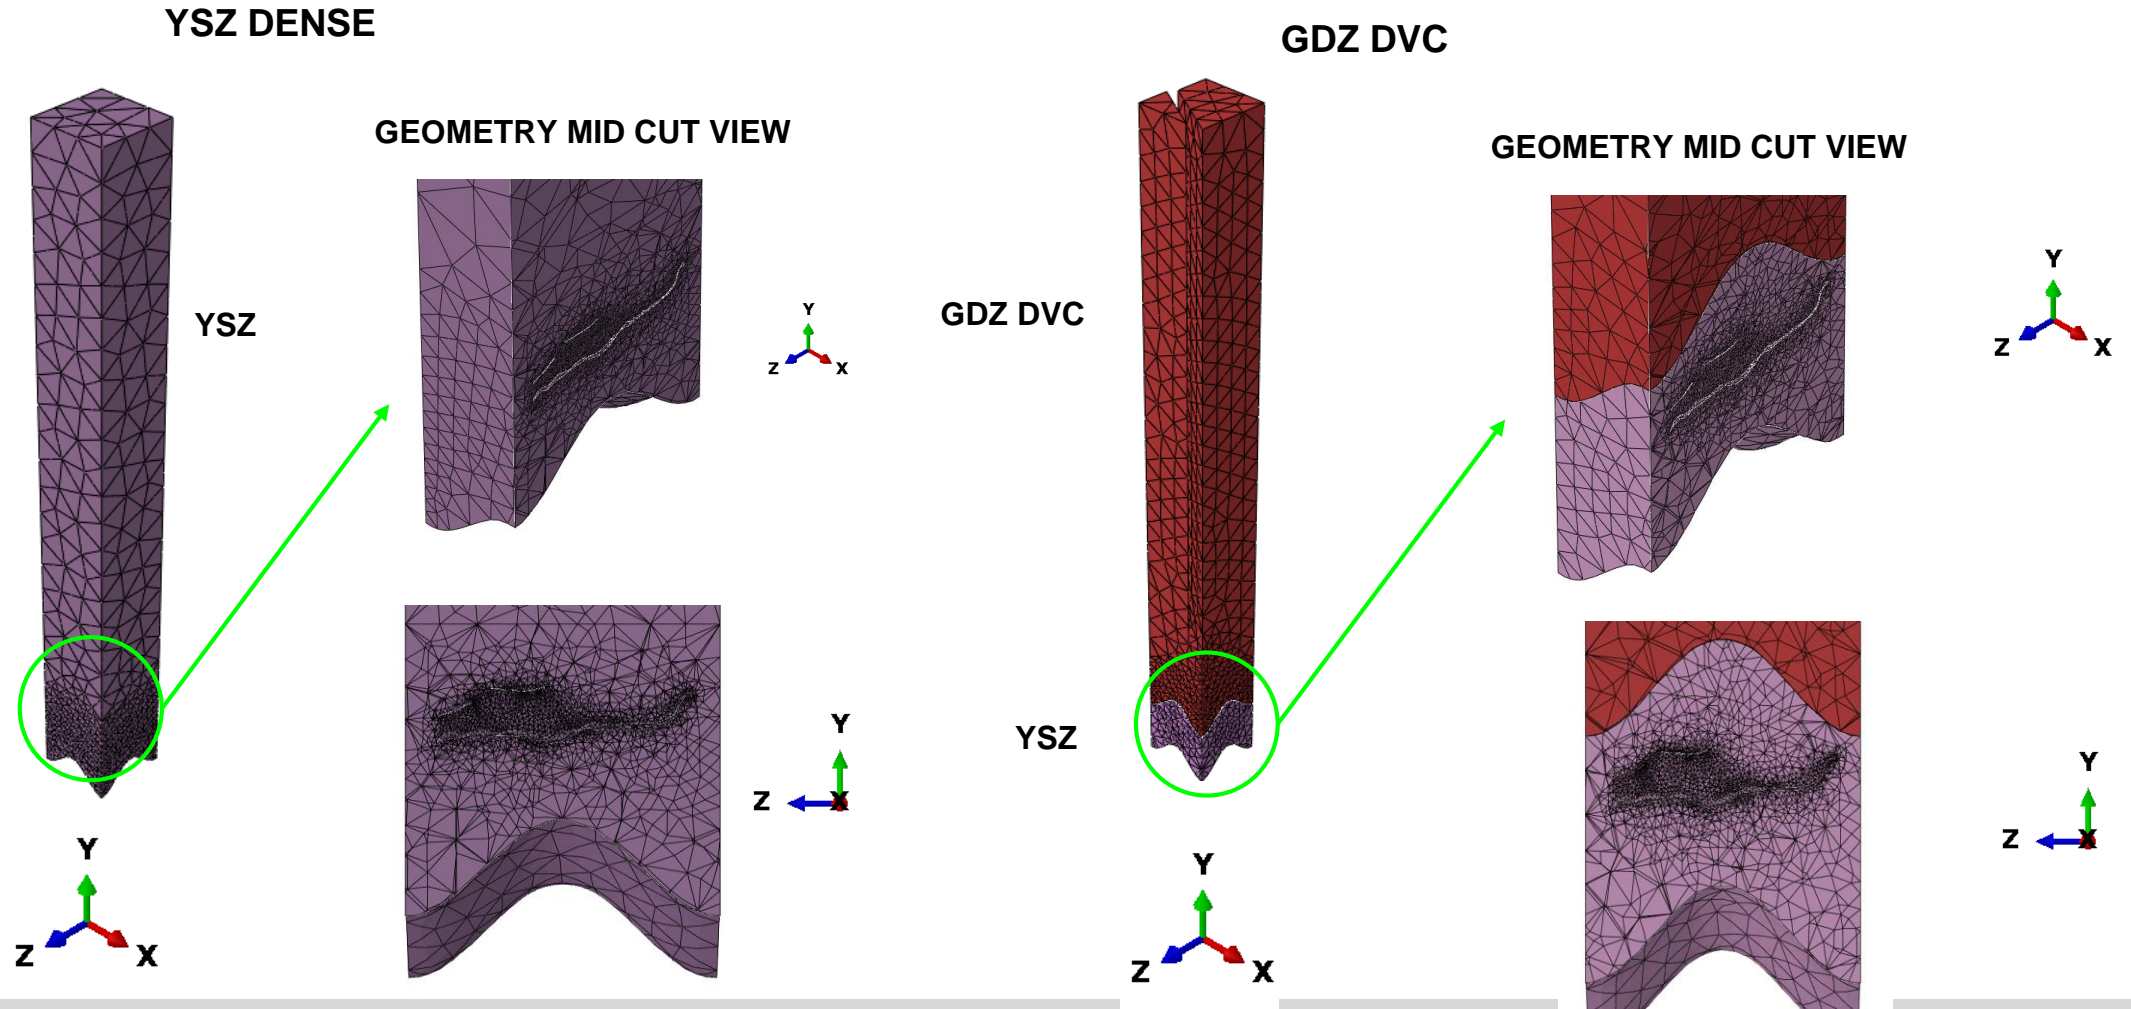 YSZ DENSE
GEOMETRY MID CUT VIEW
YSZ
Y
Z
X
Y
Z
X
Y
Z
X
GDZ DVC
GEOMETRY MID CUT VIEW
GDZ DVC
YSZ
Y
Z
X
Y
Z
X
Y
Z
X